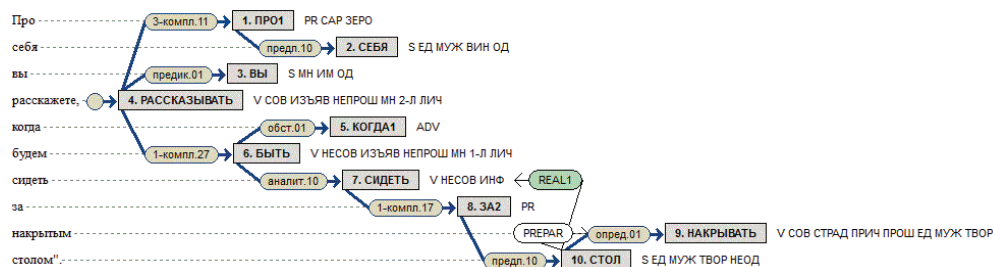 Про 3-компл.11 1. ПРО1 PR CAP ЗЕРО
себя предл.10 2. СЕБЯ S ЕД МУЖ ВИН ОД
вы предик.01 3. ВЫ S МН ИМ ОД
расскажете, 4. РАССКАЗЫВАТЬ V СОВ ИЗЪЯВ НЕПРОШ МН 2-Л ЛИЧ
когда обст.01 5. КОГДА1 ADV
будем 1-компл.27 6. БЫТЬ V НЕСОВ ИЗЪЯВ НЕПРОШ МН 1-Л ЛИЧ
сидеть аналит.10 7. СИДЕТЬ V НЕСОВ ИНФ REAL1
за 1-компл.17 8. ЗА2 PR
накрытым PREPAR опред.01 9. НАКРЫВАТЬ V СОВ СТРАД ПРИЧ ПРОШ ЕД МУЖ ТВОР
столом". предл.10 10. СТОЛ S ЕД МУЖ ТВОР НЕОД